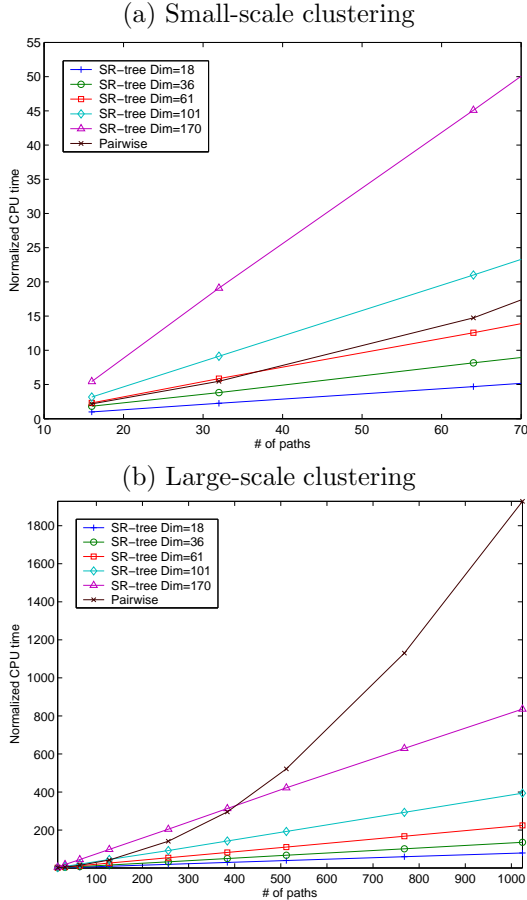 (a) Small-scale clustering
55
50
45
40
35
30
25
20
15
10
5
0
Normalized CPU time
SR-tree Dim=18
SR-tree Dim=36
SR-tree Dim=61
SR-tree Dim=101
SR-tree Dim=170
Pairwise
10 20 30 40 50 60 70
# of paths
(b) Large-scale clustering
1800
1600
1400
1200
1000
800
600
400
200
Normalized CPU time
SR-tree Dim=18
SR-tree Dim=36
SR-tree Dim=61
SR-tree Dim=101
SR-tree Dim=170
Pairwise
100 200 300 400 500 600 700 800 900 1000
# of paths